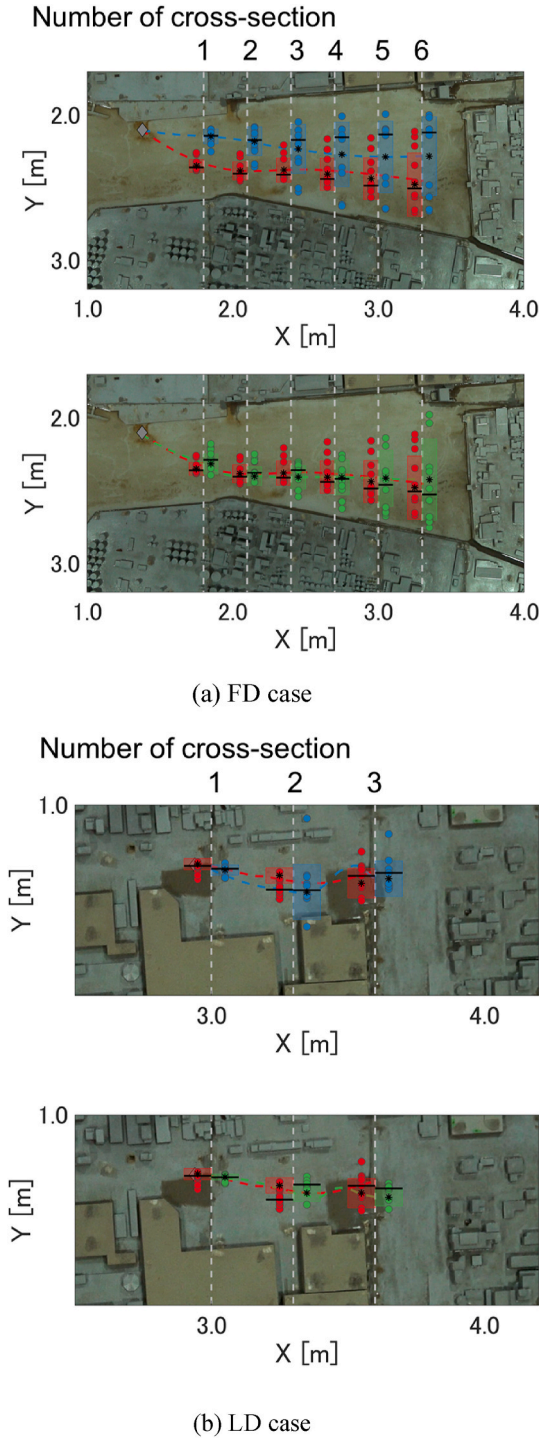 Number of cross-section
1 2 3 4 5 6
2.0
Y [m]
3.0
1.0 2.0 3.0 4.0
X [m]
2.0
Y [m]
3.0
1.0 2.0 3.0 4.0
X [m]
(a) FD case
Number of cross-section
1 2 3
1.0
Y [m]
3.0 4.0
X [m]
1.0
Y [m]
3.0 4.0
X [m]
(b) LD case